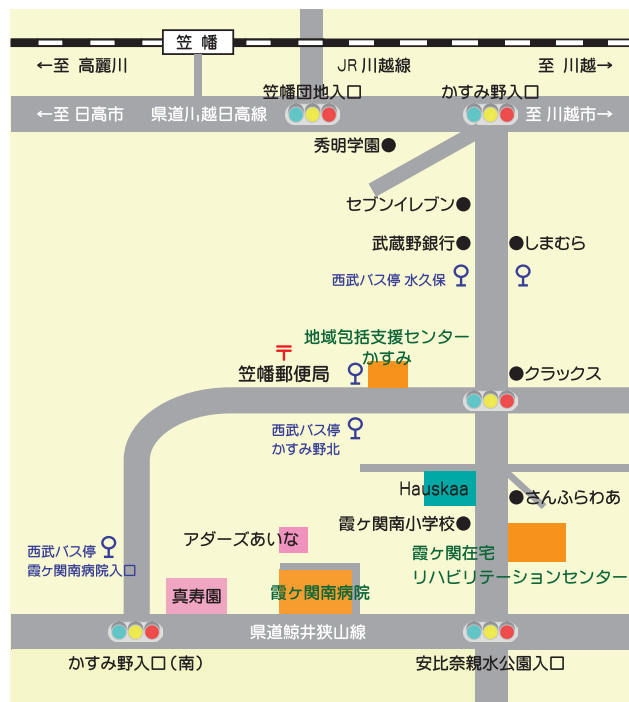 笠幡
←至 高麗川
JR川越線
至 川越→
笠幡団地入口
かすみ野入口
←至 日高市
県道川越日高線
至 川越市→
秀明学園
セブンイレブン
武蔵野銀行
しまむら
西武バス停 水久保
地域包括支援センター
かすみ
〒
笠幡郵便局
クラックス
西武バス停
かすみ野北
Hauskaa
さんふらわあ
霞ヶ関南小学校
アダーズあいな
霞ヶ関在宅
リハビリテーションセンター
西武バス停
霞ヶ関南病院入口
真寿園
霞ヶ関南病院
県道鯨井狭山線
かすみ野入口(南)
安比奈親水公園入口